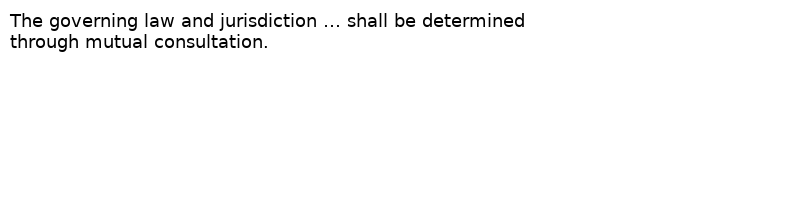 The governing law and jurisdiction ... shall be determined
through mutual consultation.